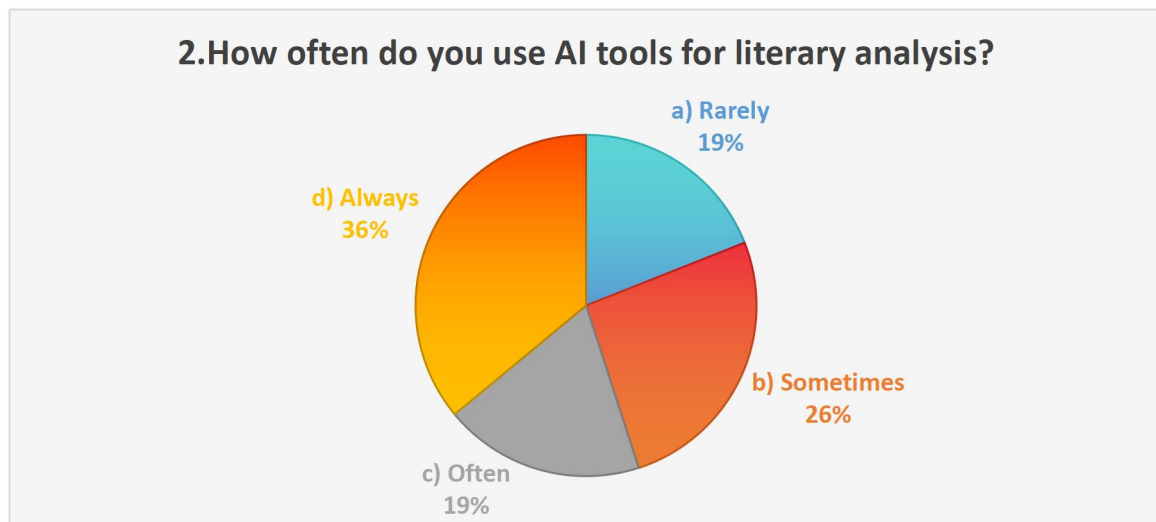 2.How often do you use AI tools for literary analysis?
a) Rarely
19%
d) Always
36%
b) Sometimes
26%
c) Often
19%